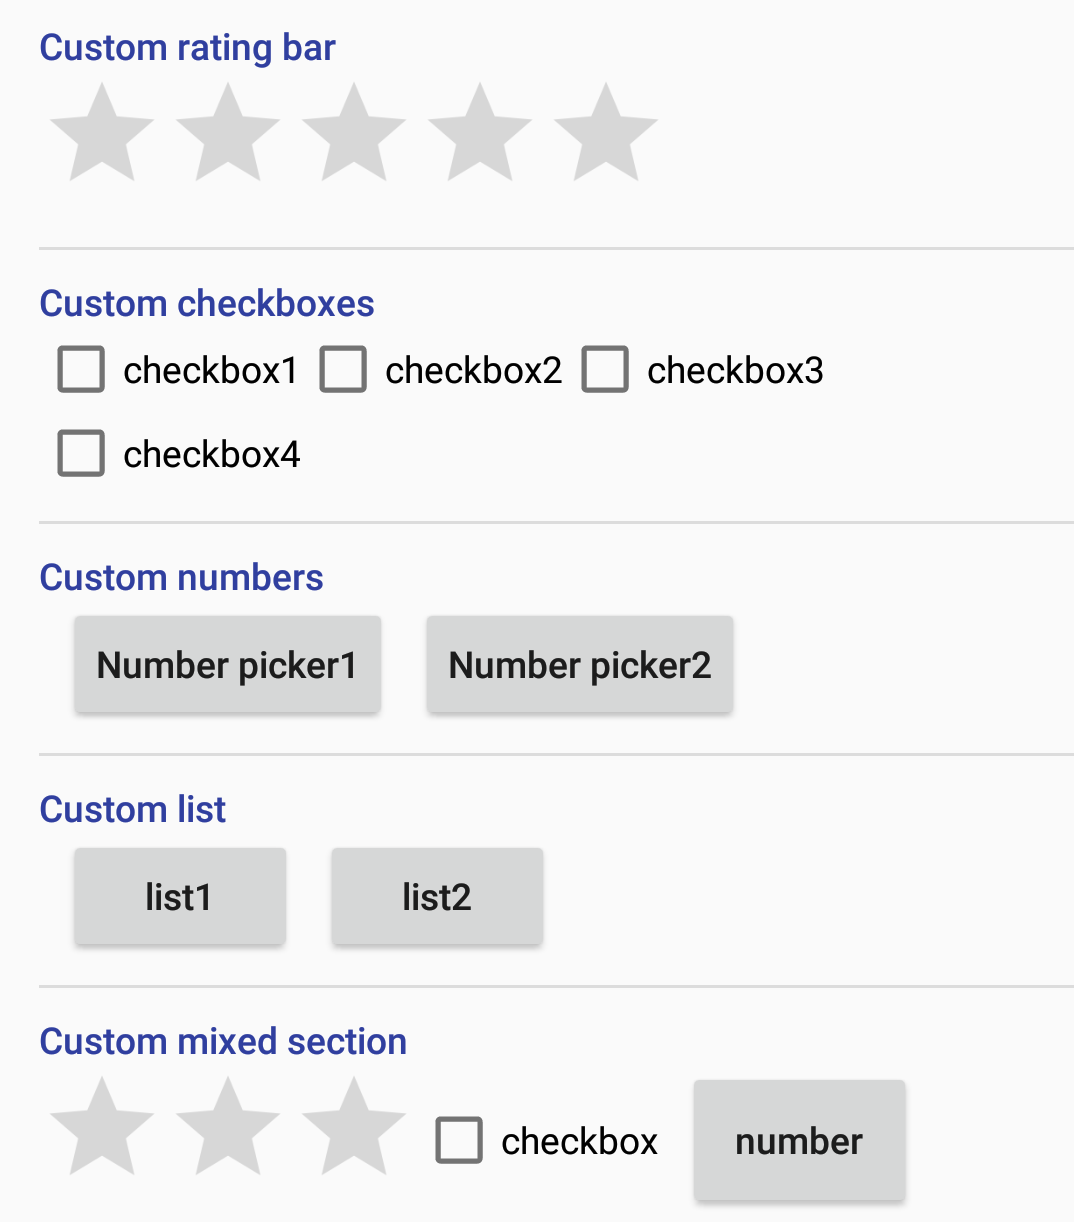 Custom rating bar
Custom checkboxes
checkbox1 checkbox2 checkbox3
checkbox4
Custom numbers
Number picker1 Number picker2
Custom list
list1 list2
Custom mixed section
checkbox number